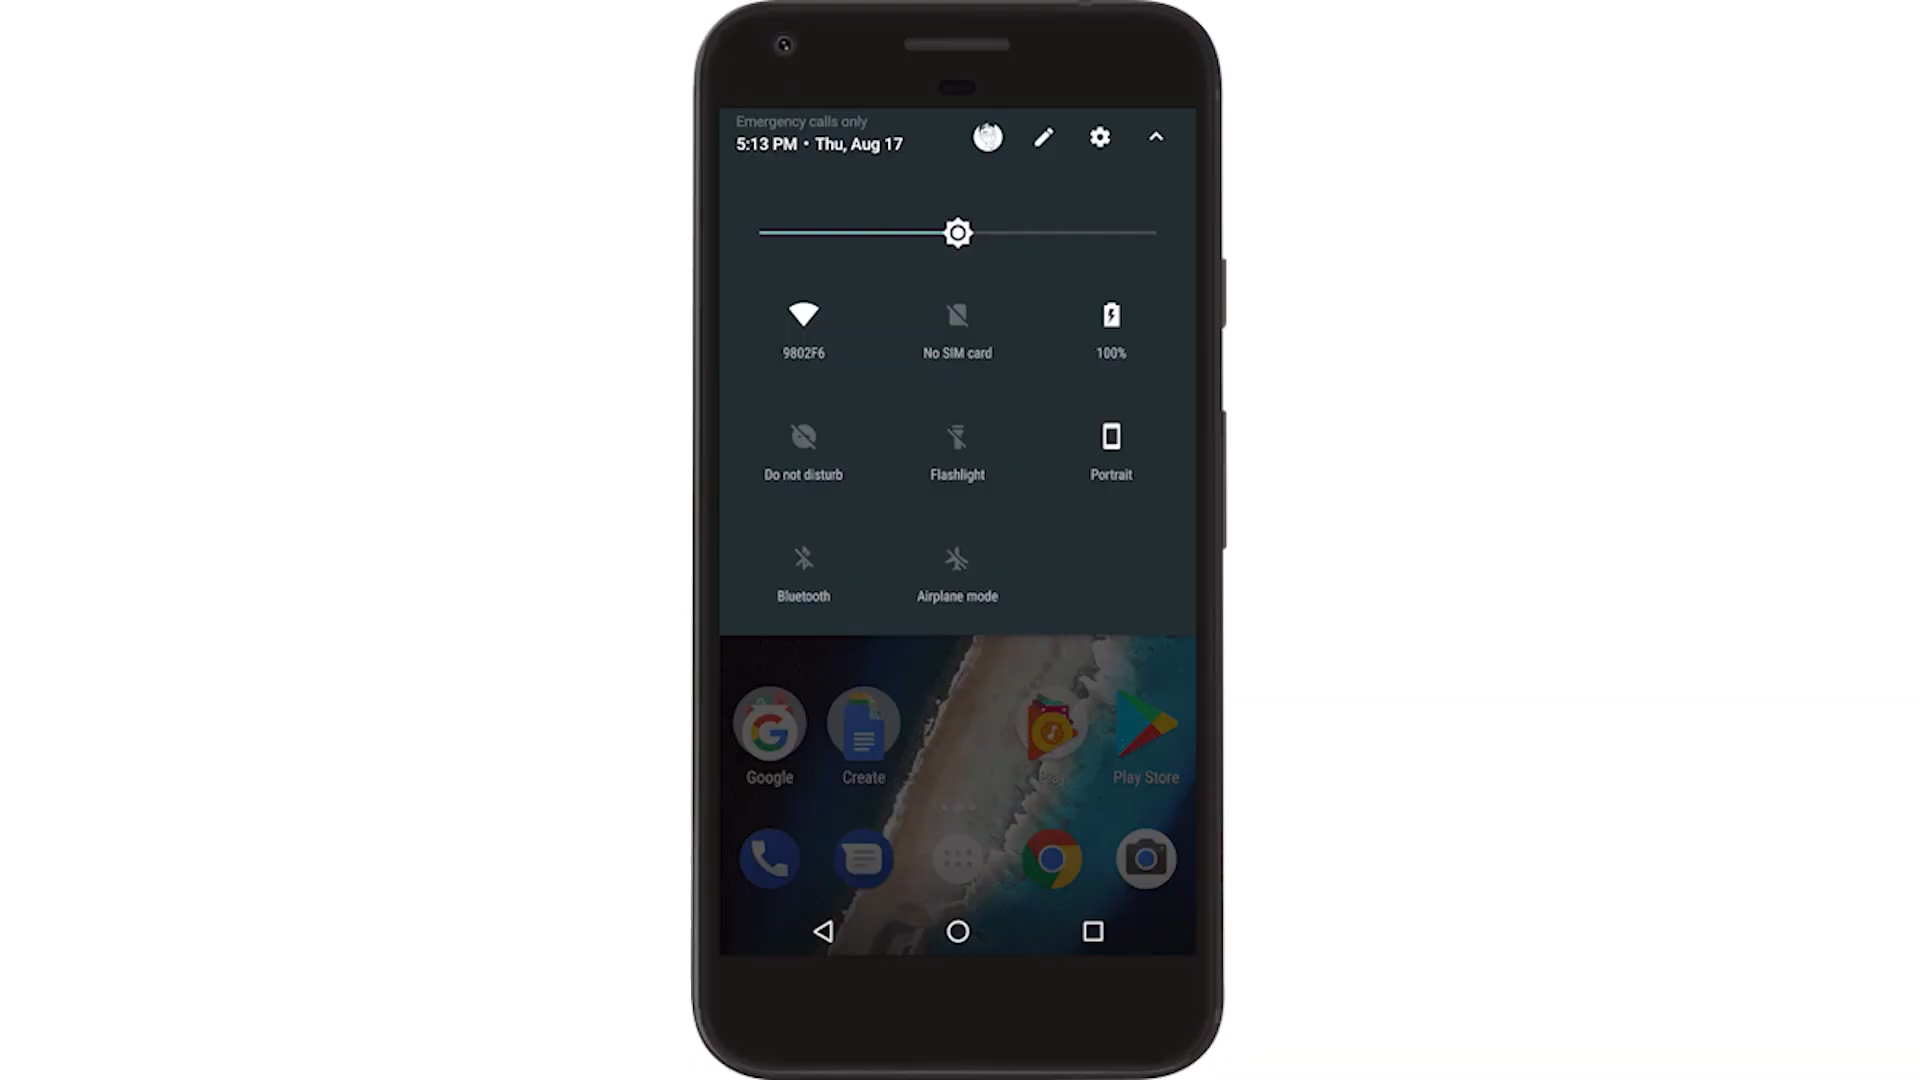 Emergency calls only
5:13 PM • Thu, Aug 17
9802F6
No SIM card
100%
Do not disturb
Flashlight
Portrait
Bluetooth
Airplane mode
Google
Create
Play
Play Store